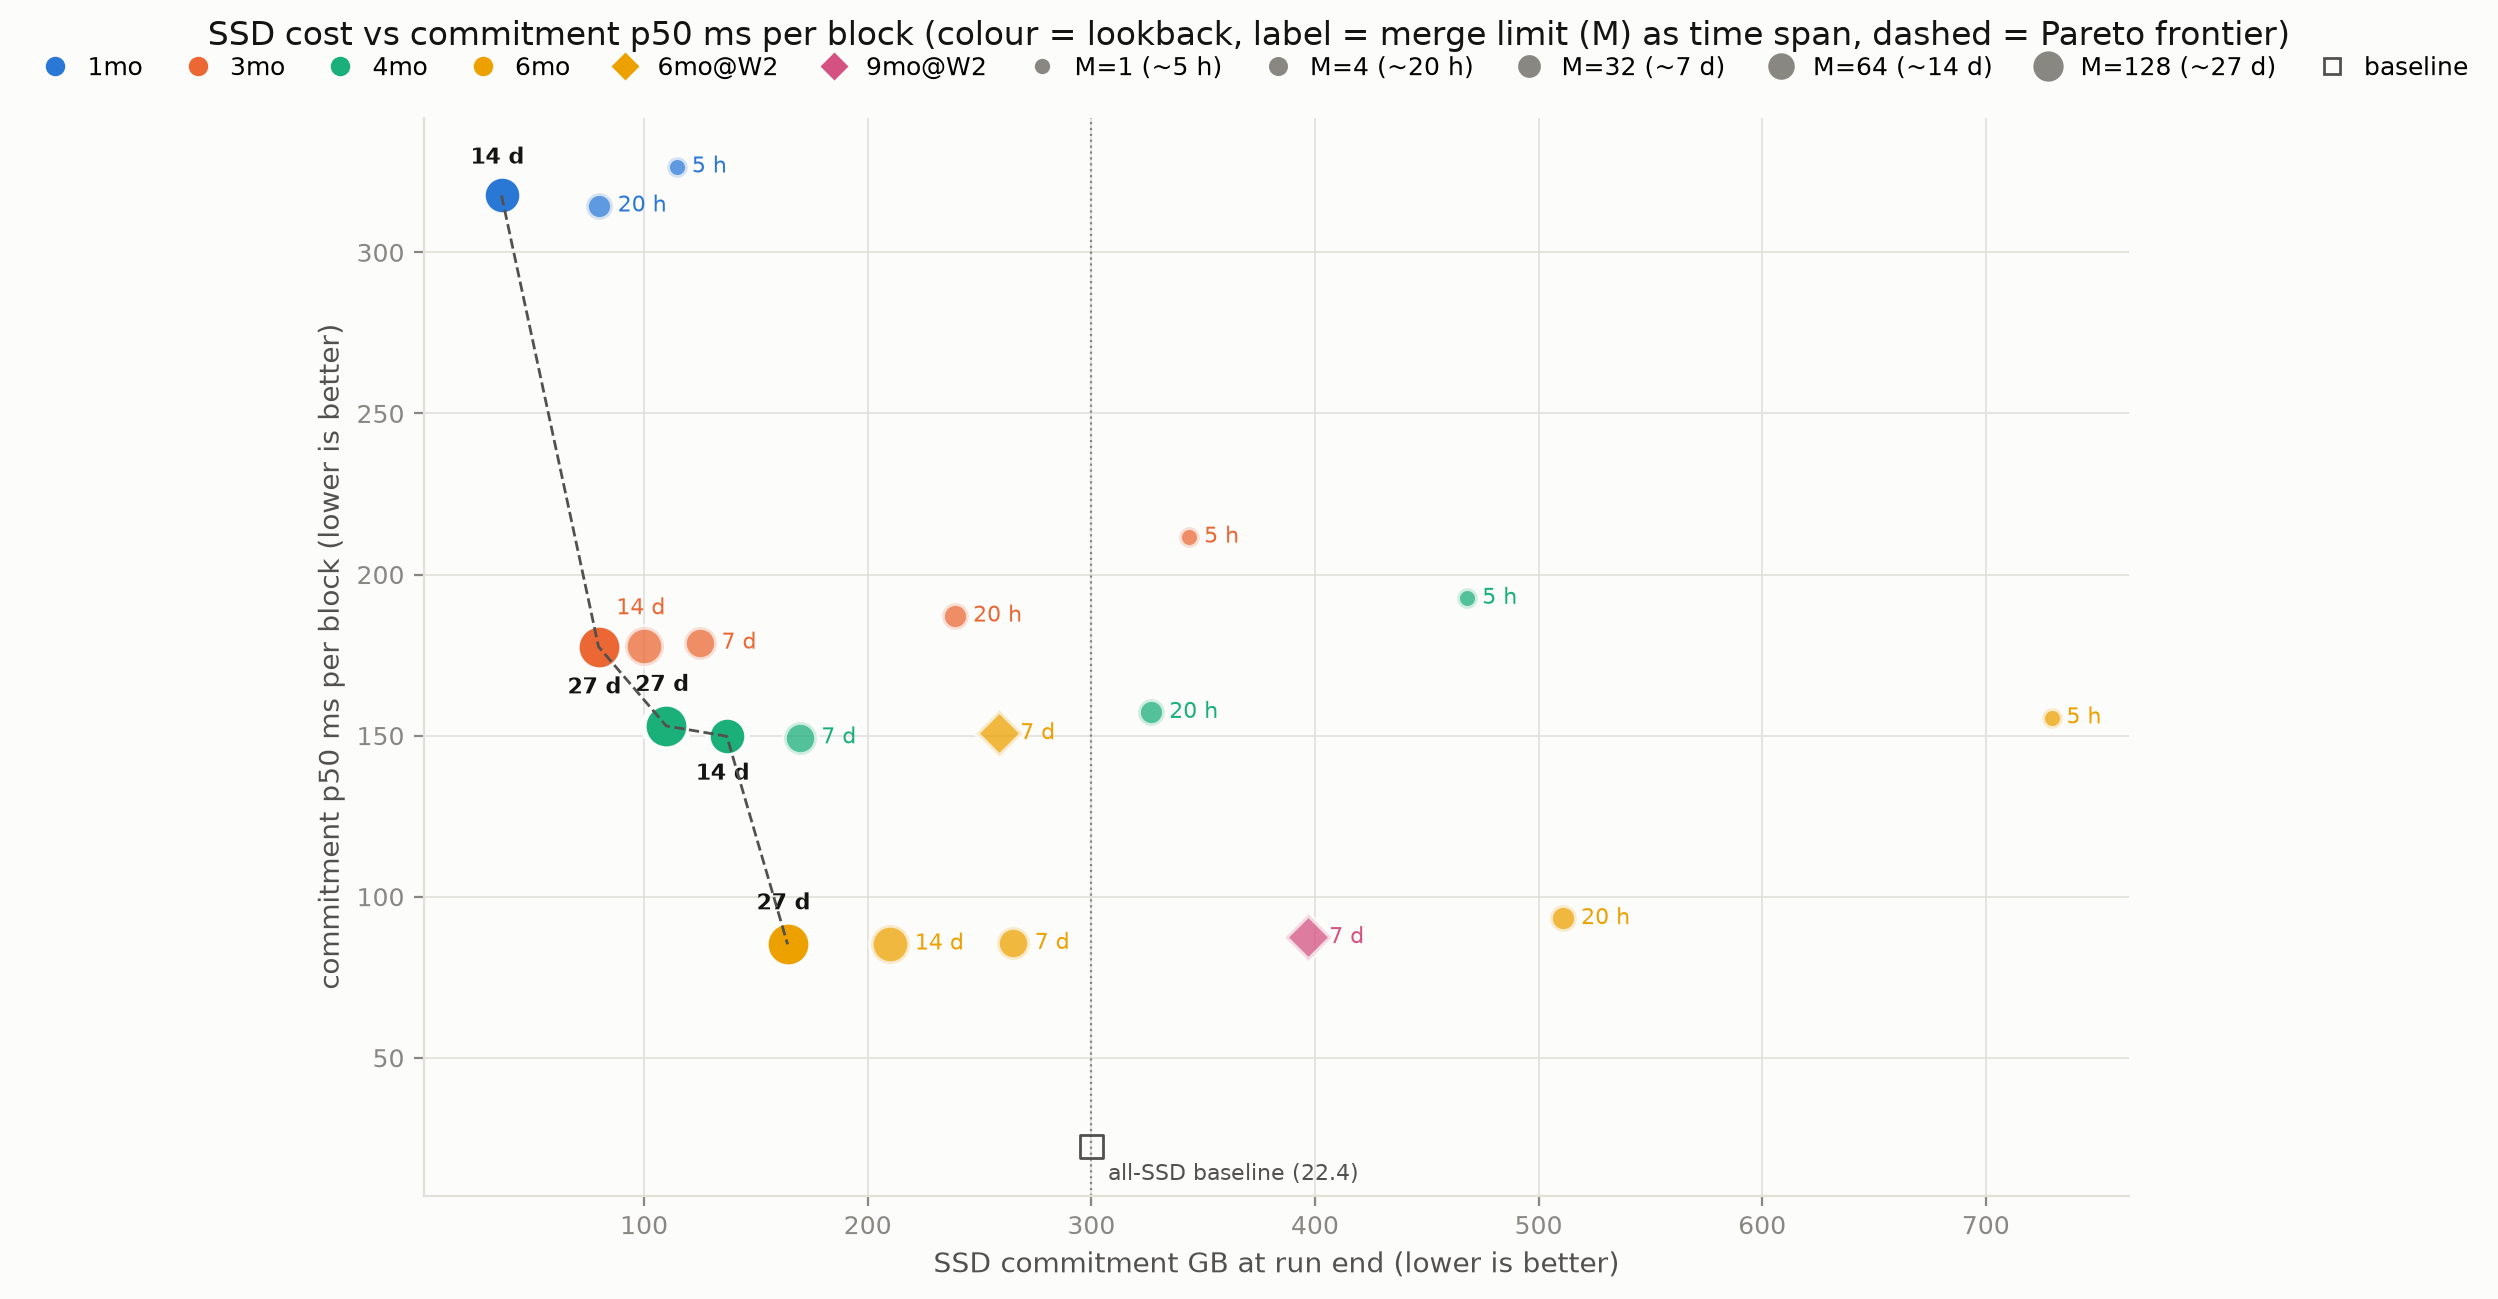 SSD cost vs commitment p50 ms per block (colour = lookback, label = merge limit (M) as time span, dashed = Pareto frontier)
1mo 3mo 4mo 6mo 6mo@W2 9mo@W2 M=1 (~5 h) M=4 (~20 h) M=32 (~7 d) M=64 (~14 d) M=128 (~27 d) baseline
commitment p50 ms per block (lower is better)
14 d
5 h
20 h
300
250
5 h
200
5 h
14 d
20 h
7 d
27 d
27 d
20 h
5 h
150
7 d
7 d
14 d
100
27 d
20 h
14 d
7 d
7 d
50
all-SSD baseline (22.4)
100 200 300 400 500 600 700
SSD commitment GB at run end (lower is better)